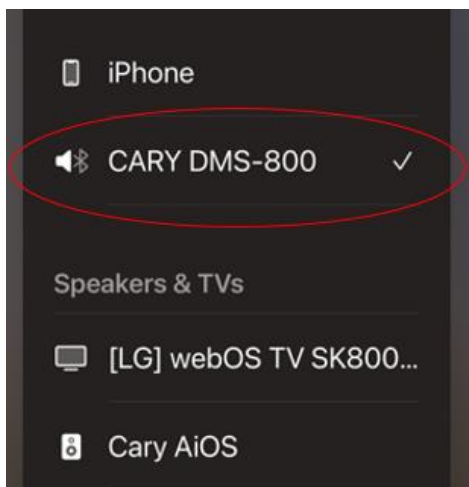 iPhone
CARY DMS-800
Speakers & TVs
[LG] webOS TV SK800...
Cary AiOS